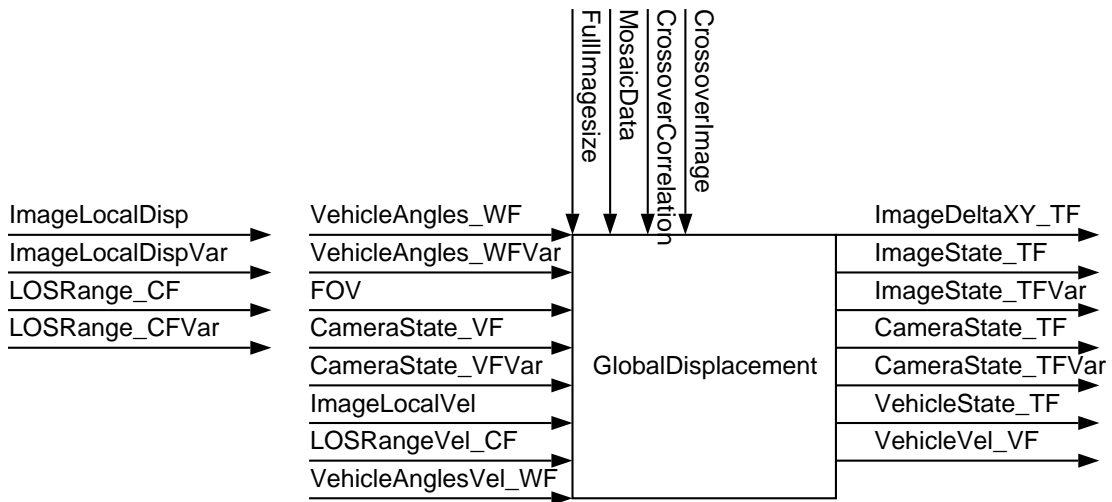 FullImagesize
MosaicData
CrossoverCorrelation
CrossoverImage
ImageLocalDisp
ImageLocalDispVar
LOSRange_CF
LOSRange_CFVar
VehicleAngles_WF
VehicleAngles_WFVar
FOV
CameraState_VF
CameraState_VFVar
ImageLocalVel
LOSRangeVel_CF
VehicleAnglesVel_WF
GlobalDisplacement
ImageDeltaXY_TF
ImageState_TF
ImageState_TFVar
CameraState_TF
CameraState_TFVar
VehicleState_TF
VehicleVel_VF